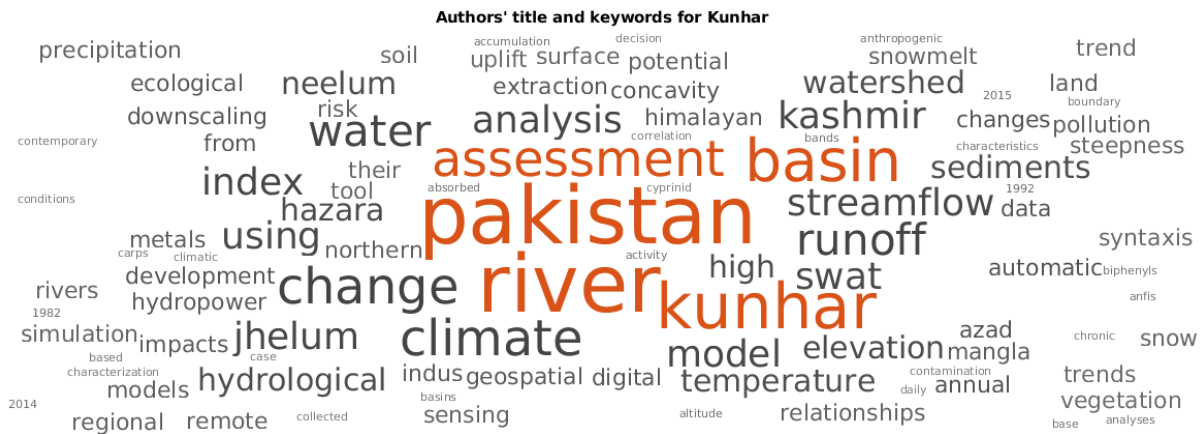 Authors' title and keywords for Kunhar
precipitation soil accumulation decision anthropogenic trend
uplift surface potential snowmelt
ecological neelum extraction concavity watershed 2015 land
downscaling risk water analysis himalayan kashmir changes boundary pollution
contemporary from correlation bands characteristics steepness
assessment basin sediments
index their tool absorbed cyprinid 1992
conditions hazara pakistan streamflow data
metals using northern runoff syntaxis
carps climatic activity high swat automatic biphenyls
rivers development change river kunhar anfis
hydropower
1982
simulation impacts jhelum climate azad chronic snow
based case model elevation mangla
characterization models hydrological indus geospatial digital temperature contamination daily annual trends
2014 basins vegetation
regional remote collected sensing altitude relationships base analyses